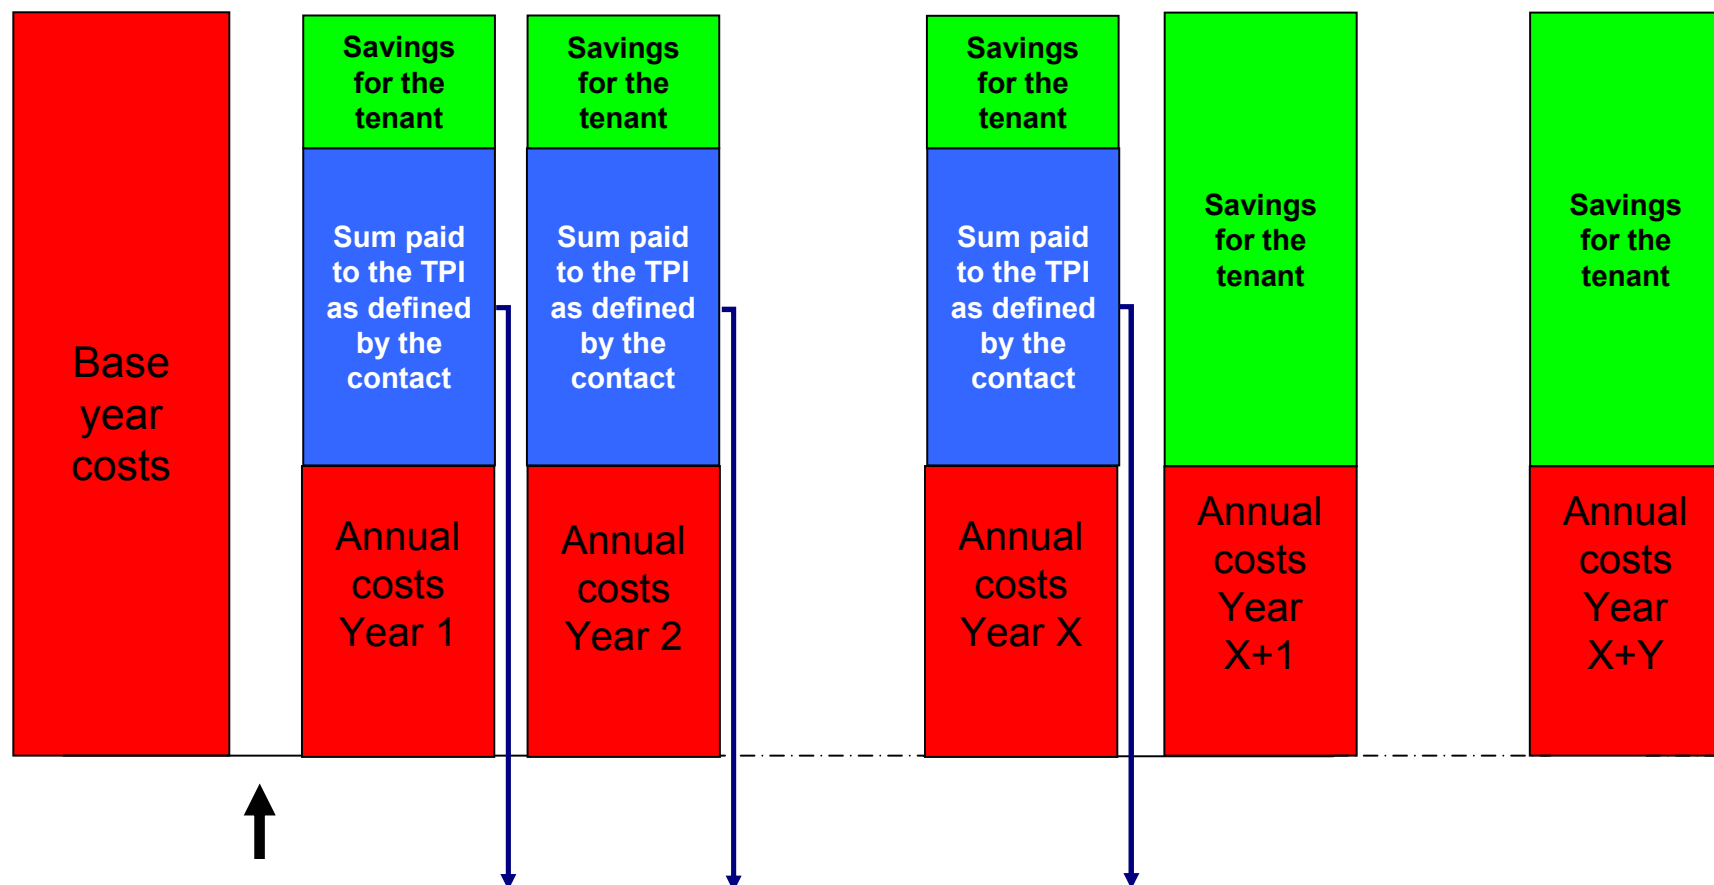 Base
year
costs
Savings
for the
tenant
Sum paid
to the TPI
as defined
by the
contact
Annual
costs
Year 1
Savings
for the
tenant
Sum paid
to the TPI
as defined
by the
contact
Annual
costs
Year 2
Savings
for the
tenant
Sum paid
to the TPI
as defined
by the
contact
Annual
costs
Year X
Savings
for the
tenant
Annual
costs
Year
X+1
Savings
for the
tenant
Annual
costs
Year
X+Y